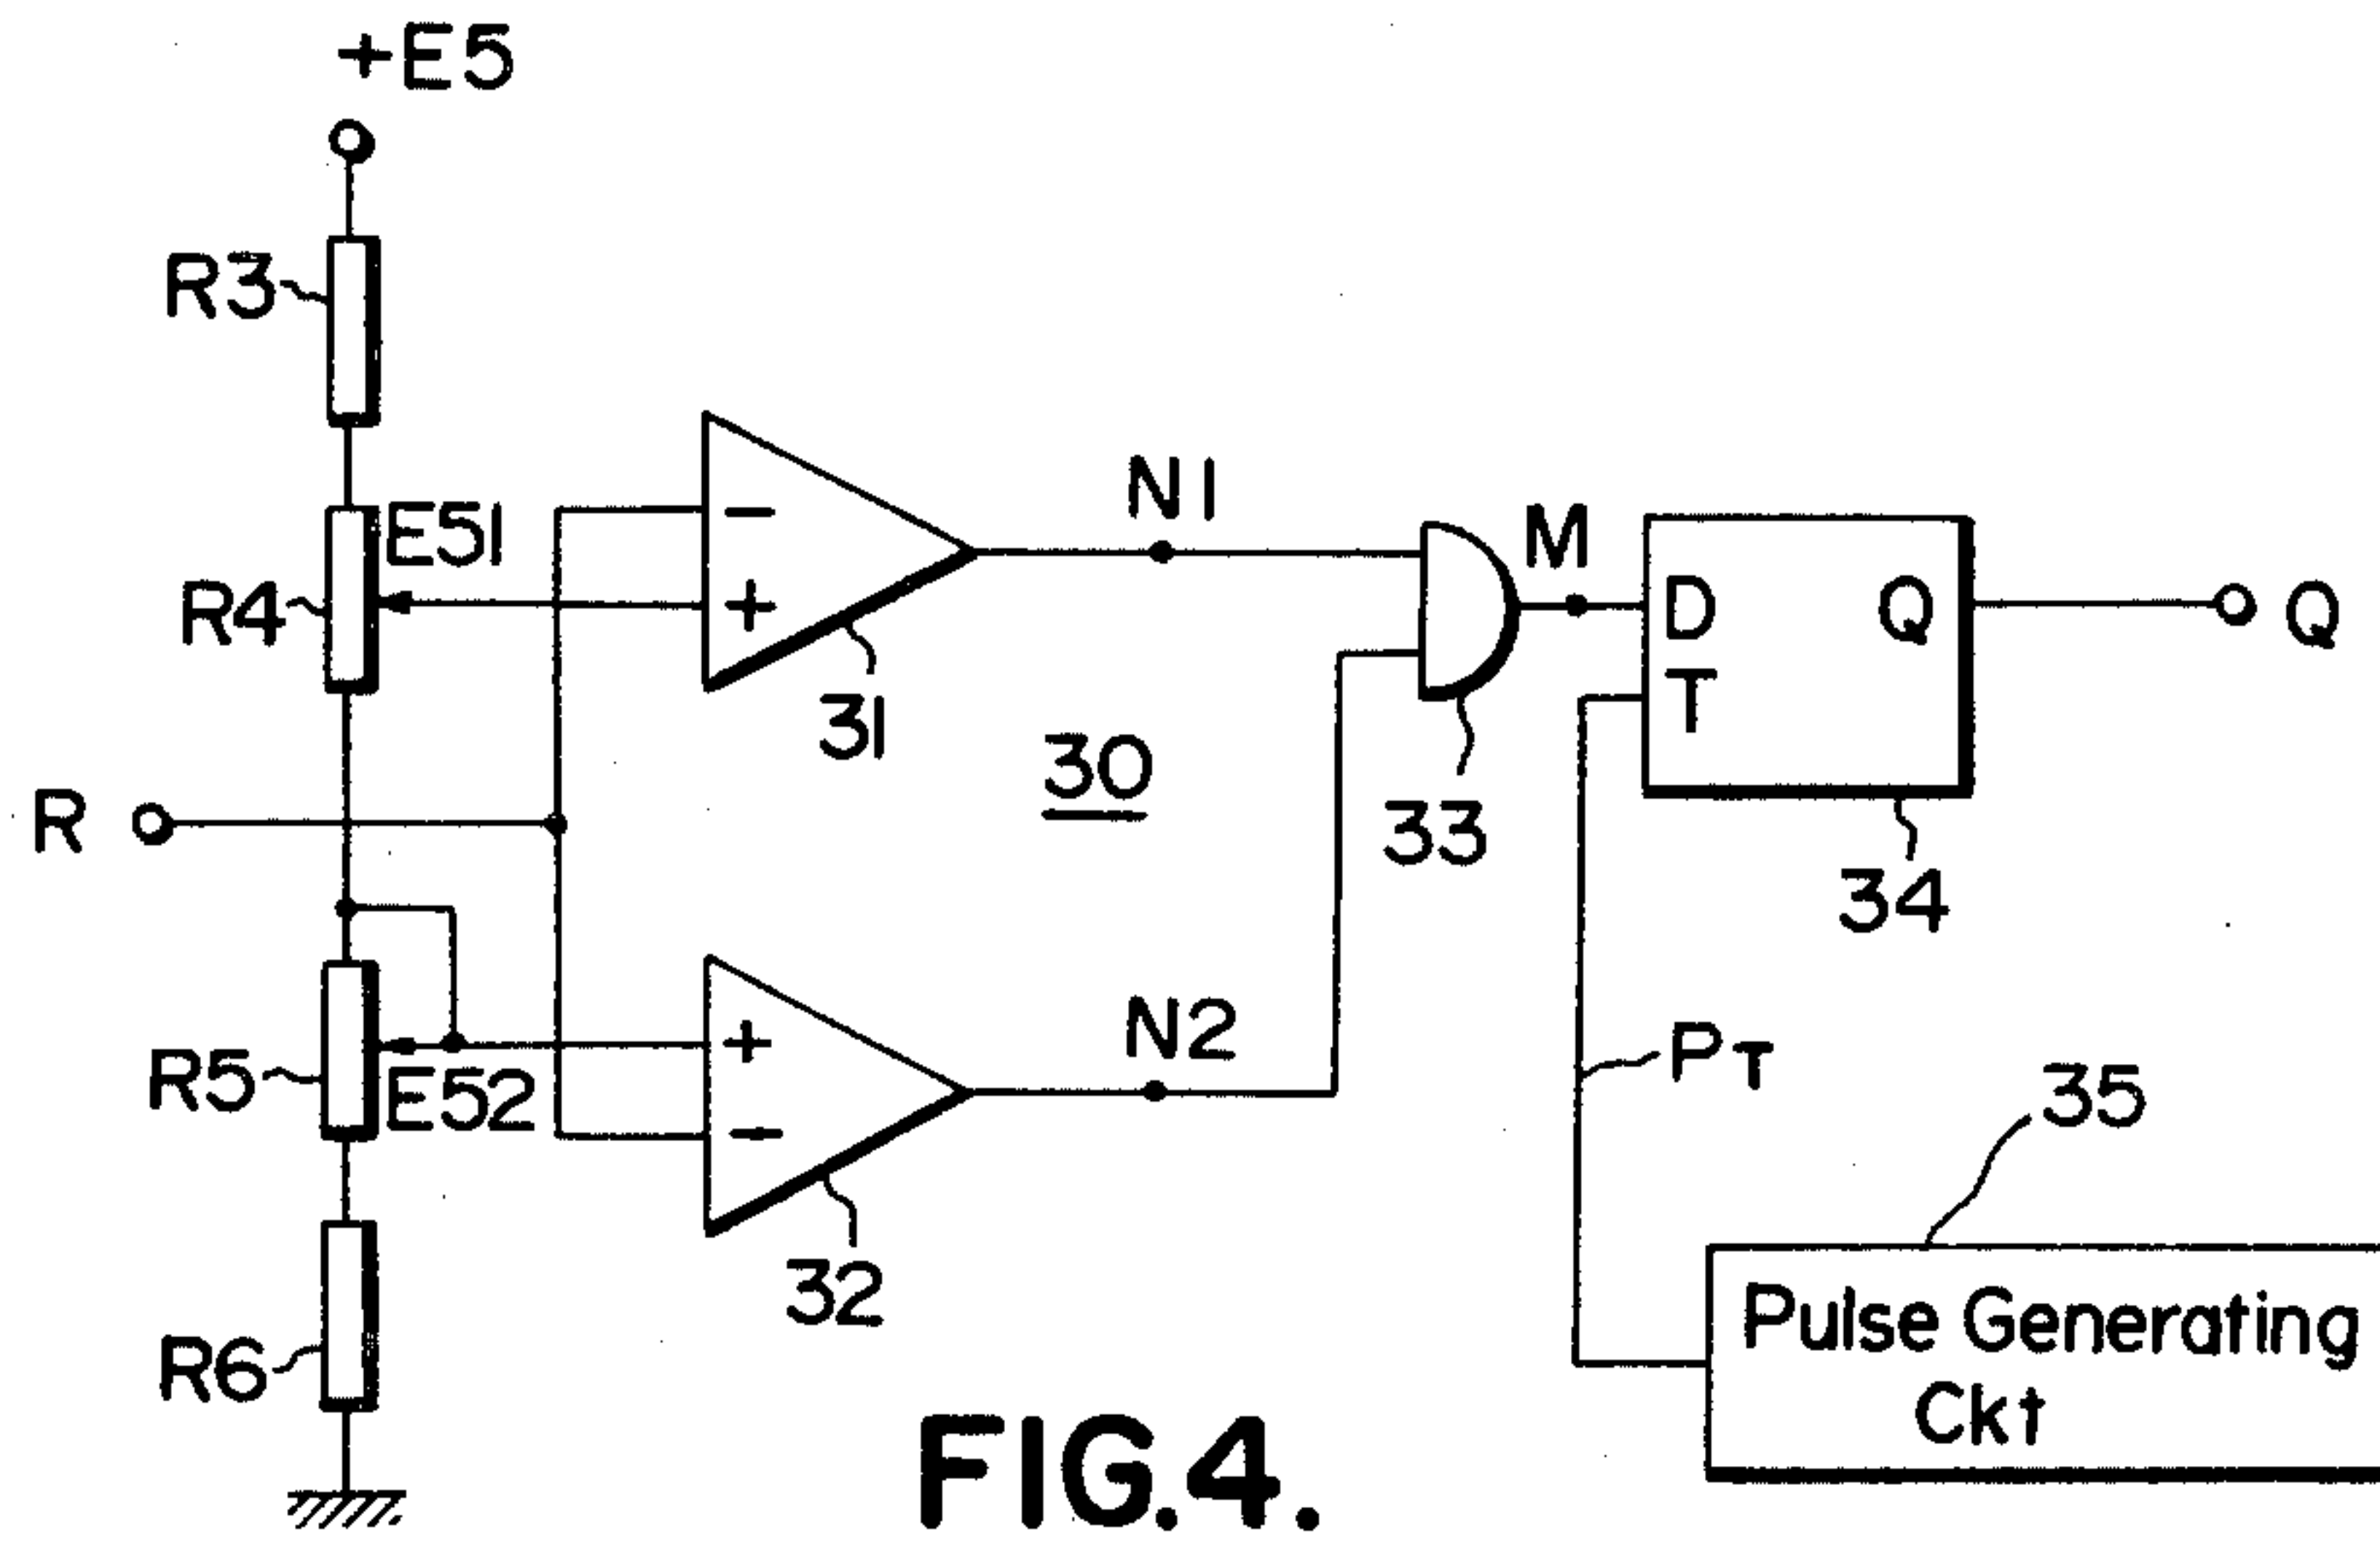 +E5
R3
E51
R4
R
E52
R5
R6
−
+
31
N1
30
+
−
32
N2
33
M
D
T
Q
Q
34
PT
35
Pulse Generating
Ckt
FIG.4.